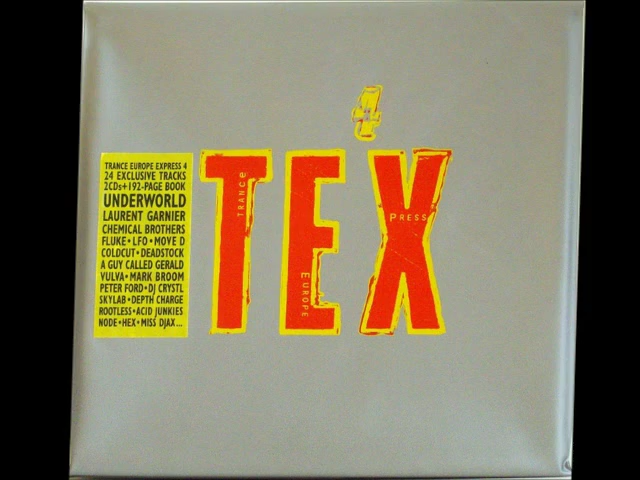 TRANCE EUROPE EXPRESS 4
24 EXCLUSIVE TRACKS
2CDs+192-PAGE BOOK
UNDERWORLD
LAURENT GARNIER
CHEMICAL BROTHERS
FLUKE•LFO•MOVE D
COLDCUT•DEADSTOCK
A GUY CALLED GERALD
VULVA•MARK BROOM
PETER FORD•DJ CRYSTL
SKYLAB•DEPTH CHARGE
ROOTLESS•ACID JUNKIES
NODE•HEX•MISS DJAX...
4
TEX
TRANCE
EUROPE
PRESS